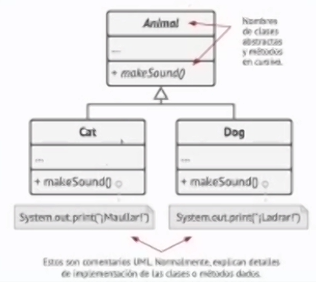 Animal
...
+ makeSound()
Nombres
de clases
abstractas
y métodos
en cursiva.
Cat
...
+ makeSound()
Dog
...
+ makeSound()
System.out.print("¡Maullar!")
System.out.print("¡Ladrar!")
Estos son comentarios UML. Normalmente, explican detalles
de implementación de las clases o métodos dados.